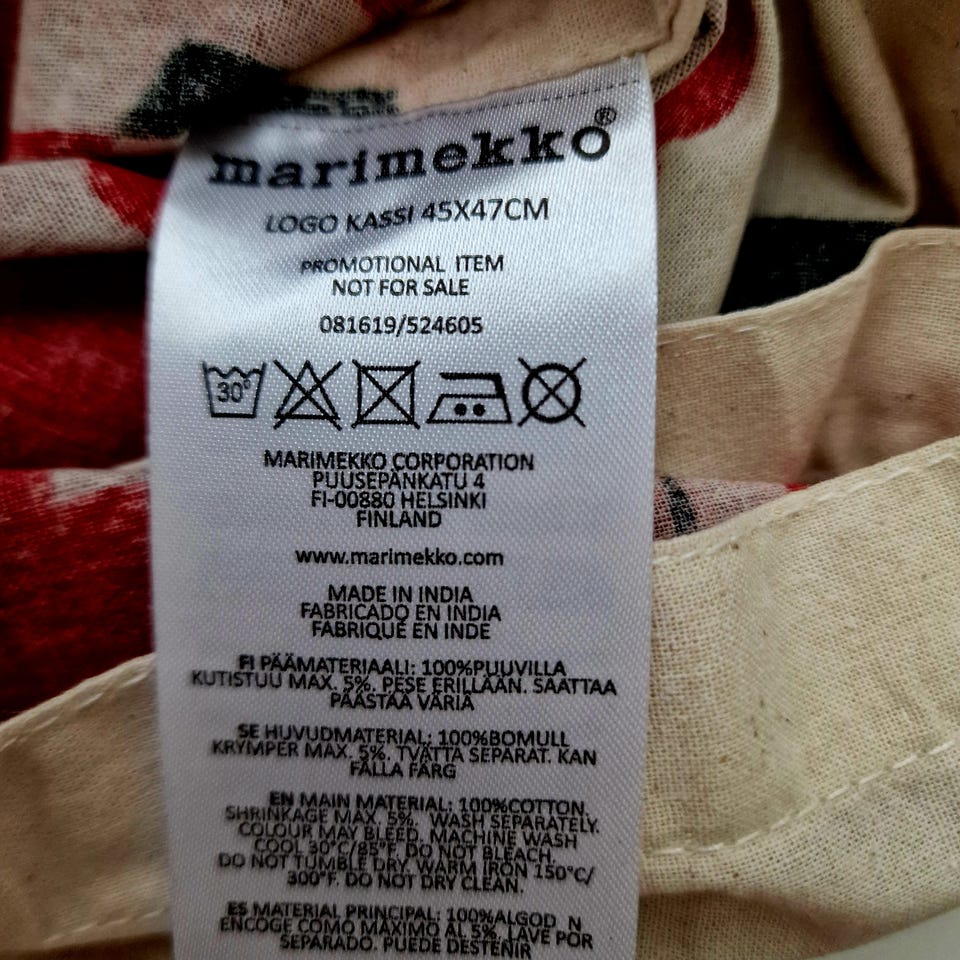 marimekko®
LOGO KASSI 45X47CM
PROMOTIONAL ITEM
NOT FOR SALE
081619/524605
30°
MARIMEKKO CORPORATION
PUUSEPÄNKATU 4
FI-00880 HELSINKI
FINLAND
www.marimekko.com
MADE IN INDIA
FABRICADO EN INDIA
FABRIQUÉ EN INDE
FI PÄÄMATERIAALI: 100%PUUVILLA
KUTISTUU MAX. 5%. PESE ERILLÄÄN. SAATTAA
PÄÄSTÄÄ VÄRIÄ
SE HUVUDMATERIAL: 100%BOMULL
KRYMPER MAX. 5%. TVÄTTA SEPARAT. KAN
FÄLLA FÄRG
EN MAIN MATERIAL: 100%COTTON
SHRINKAGE MAX. 5%. WASH SEPARATELY.
COLOUR MAY BLEED. MACHINE WASH
COOL 30°C/85°F. DO NOT BLEACH.
DO NOT TUMBLE DRY. WARM IRON 150°C/
300°F. DO NOT DRY CLEAN.
ES MATERIAL PRINCIPAL: 100%ALGOD N
ENCOGE COMO MÁXIMO AL 5%. LAVE POR
SEPARADO. PUEDE DESTENIR